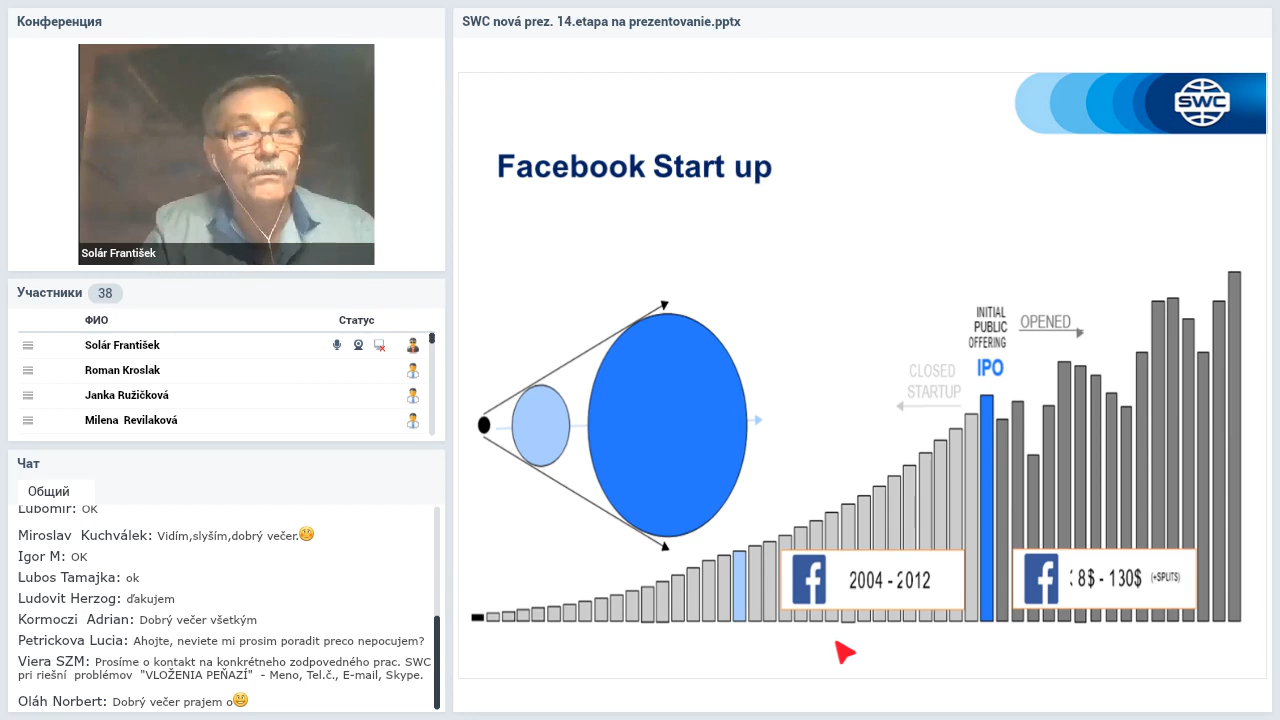 Конференция
Solár František
Участники 38
ФИО
Статус
Solár František
Roman Kroslak
Janka Ružičková
Milena Revilaková
Чат
Общий
Lubomir: OK
Miroslav Kuchválek: Vidím,slyším,dobrý večer.
Igor M: OK
Lubos Tamajka: ok
Ludovit Herzog: ďakujem
Kormoczi Adrian: Dobrý večer všetkým
Petrickova Lucia: Ahojte, neviete mi prosim poradit preco nepocujem?
Viera SZM: Prosíme o kontakt na konkrétneho zodpovedného prac. SWC
pri riešní problémov "VLOŽENIA PEŇAZÍ" - Meno, Tel.č., E-mail, Skype.
Oláh Norbert: Dobrý večer prajem o
SWC nová prez. 14.etapa na prezentovanie.pptx
SWC
Facebook Start up
INITIAL
PUBLIC
OFFERING
IPO
OPENED
CLOSED
STARTUP
2004 - 2012
8$ - 130$ (+SPLITS)